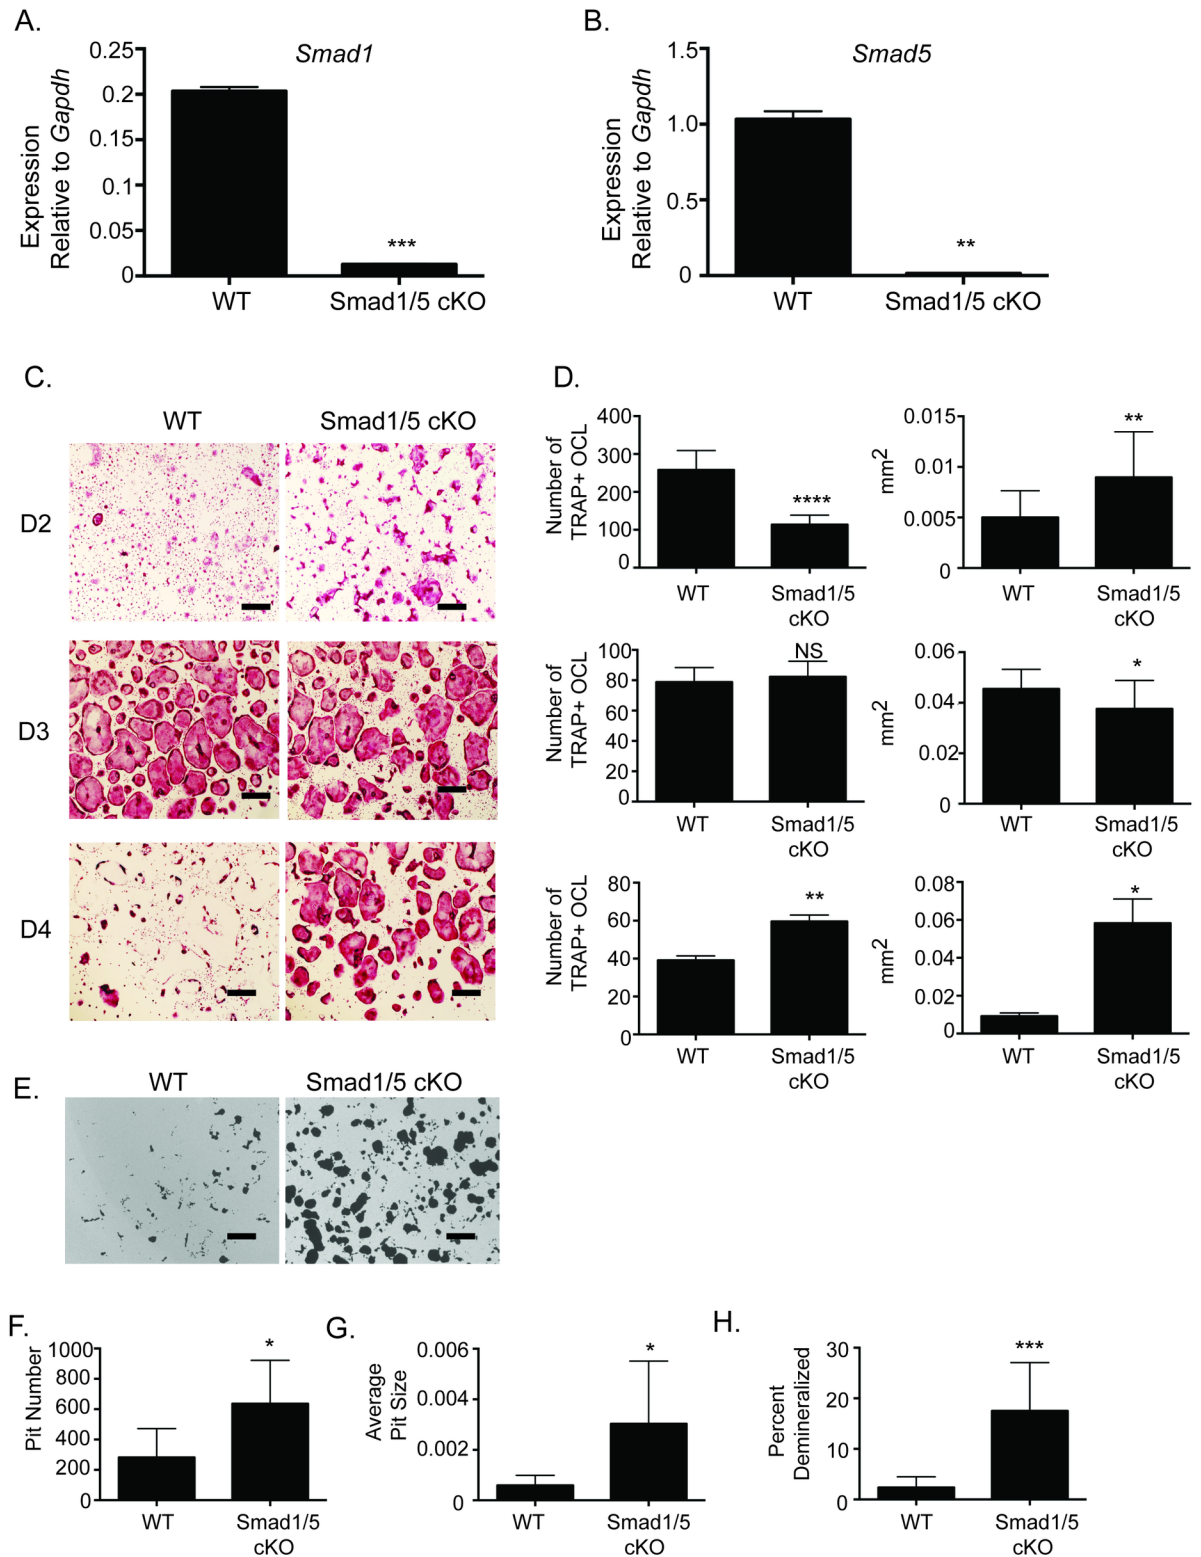 A.
Smad1
Expression
Relative to Gapdh
0.25
0.2
0.15
0.1
0.05
0
***
WT
Smad1/5 cKO
B.
Smad5
Expression
Relative to Gapdh
1.5
1.0
0.5
0
**
WT
Smad1/5 cKO
C.
WT
Smad1/5 cKO
D2
D3
D4
D.
Number of
TRAP+ OCL
400
300
200
100
0
****
WT
Smad1/5
cKO
mm2
0.015
0.01
0.005
0
**
WT
Smad1/5
cKO
Number of
TRAP+ OCL
100
80
60
40
20
0
NS
WT
Smad1/5
cKO
mm2
0.06
0.04
0.02
0
*
WT
Smad1/5
cKO
Number of
TRAP+ OCL
80
60
40
20
0
**
WT
Smad1/5
cKO
mm2
0.08
0.06
0.04
0.02
0
*
WT
Smad1/5
cKO
E.
WT
Smad1/5 cKO
F.
Pit Number
1000
800
600
400
200
0
*
WT
Smad1/5
cKO
G.
Average
Pit Size
0.006
0.004
0.002
0
*
WT
Smad1/5
cKO
H.
Percent
Demineralized
30
20
10
0
***
WT
Smad1/5
cKO